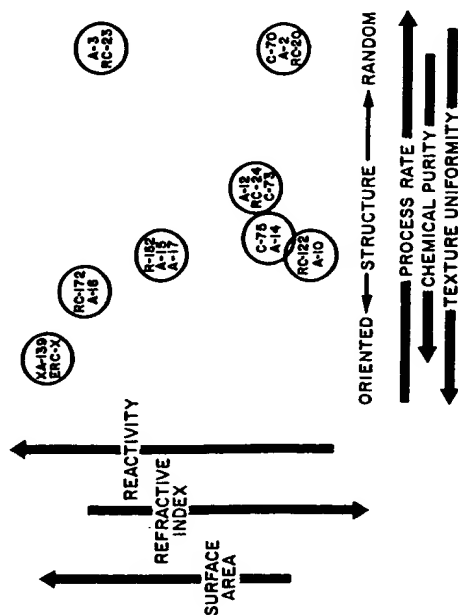 A-3
RC-23
C-70
A-2
RC-20
A-12
RC-24
C-73
C-75
A-14
RC-122
A-10
R-152
A-15
A-17
RC-172
A-16
XA-139
ERC-X
REACTIVITY
REFRACTIVE
INDEX
SURFACE
AREA
ORIENTED STRUCTURE RANDOM
PROCESS RATE
CHEMICAL PURITY
TEXTURE UNIFORMITY